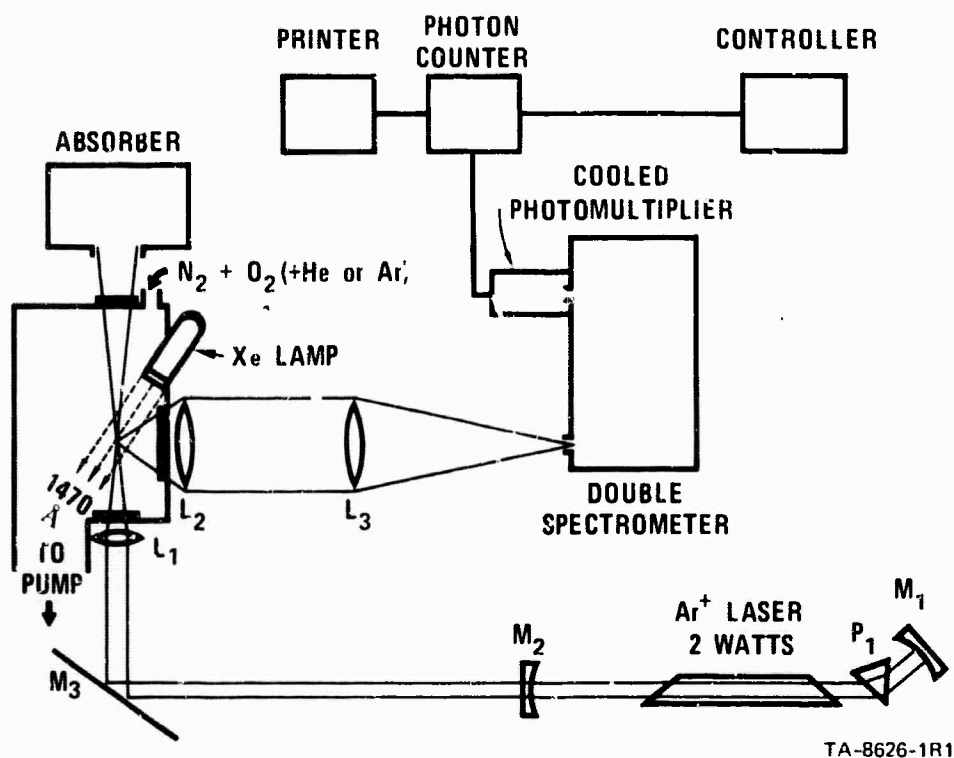 PRINTER
PHOTON
COUNTER
CONTROLLER
ABSORBER
COOLED
PHOTOMULTIPLIER
N2 + O2 (+He or Ar)
Xe LAMP
1470
Å
TO
PUMP
L1
L2
L3
DOUBLE
SPECTROMETER
Ar+ LASER
2 WATTS
M1
P1
M2
M3
TA-8626-1R1